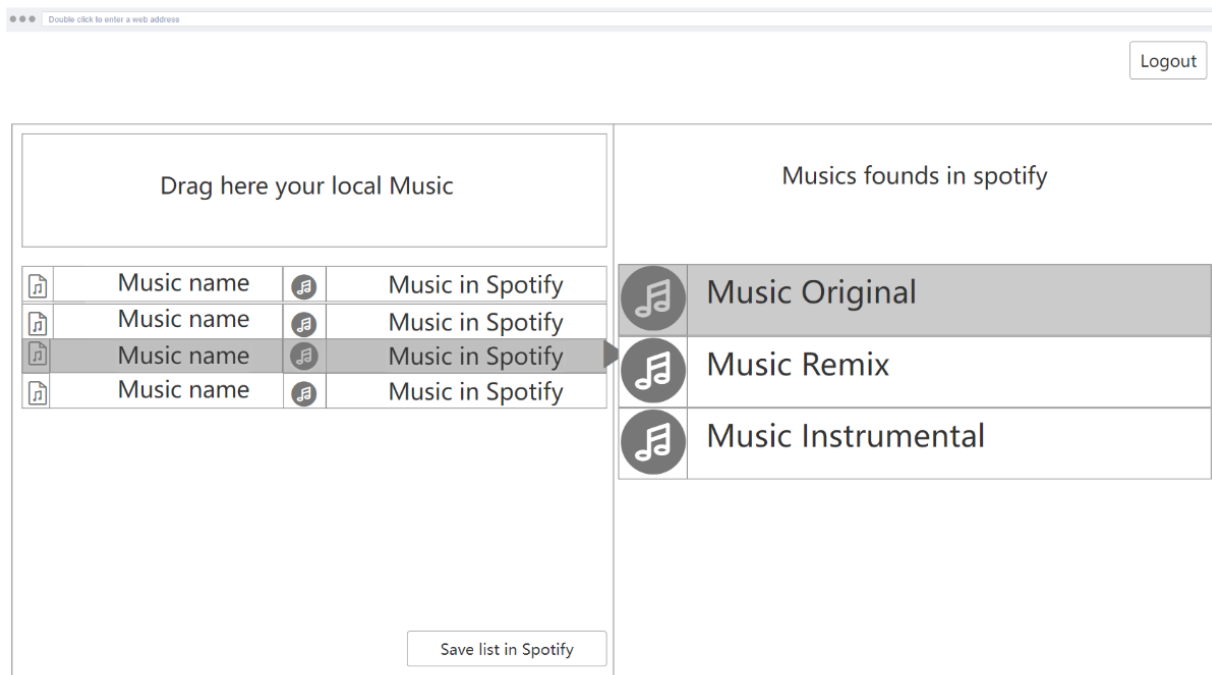 Double click to enter a web address
Logout
Drag here your local Music
Music name
Music in Spotify
Music name
Music in Spotify
Music name
Music in Spotify
Music name
Music in Spotify
Save list in Spotify
Musics founds in spotify
Music Original
Music Remix
Music Instrumental